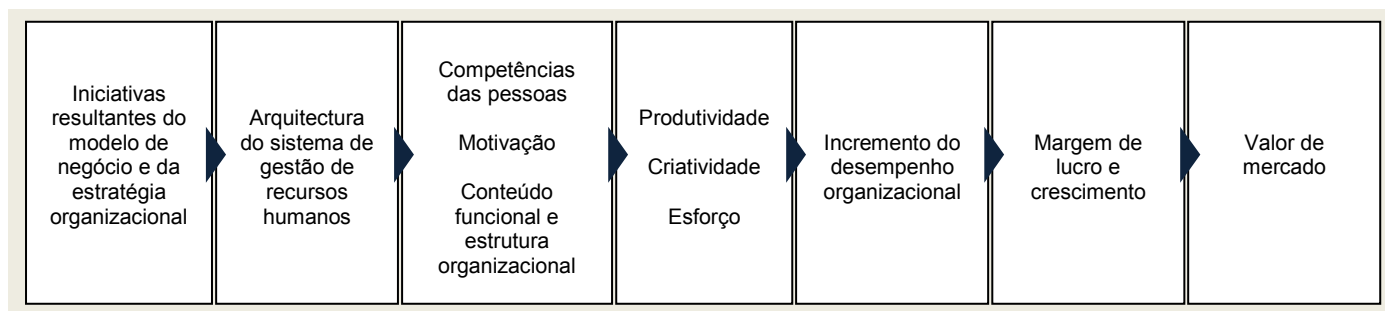 Iniciativas
resultantes do
modelo de
negócio e da
estratégia
organizacional
Arquitectura
do sistema de
gestão de
recursos
humanos
Competências
das pessoas
Motivação
Conteúdo
funcional e
estrutura
organizacional
Produtividade
Criatividade
Esforço
Incremento do
desempenho
organizacional
Margem de
lucro e
crescimento
Valor de
mercado